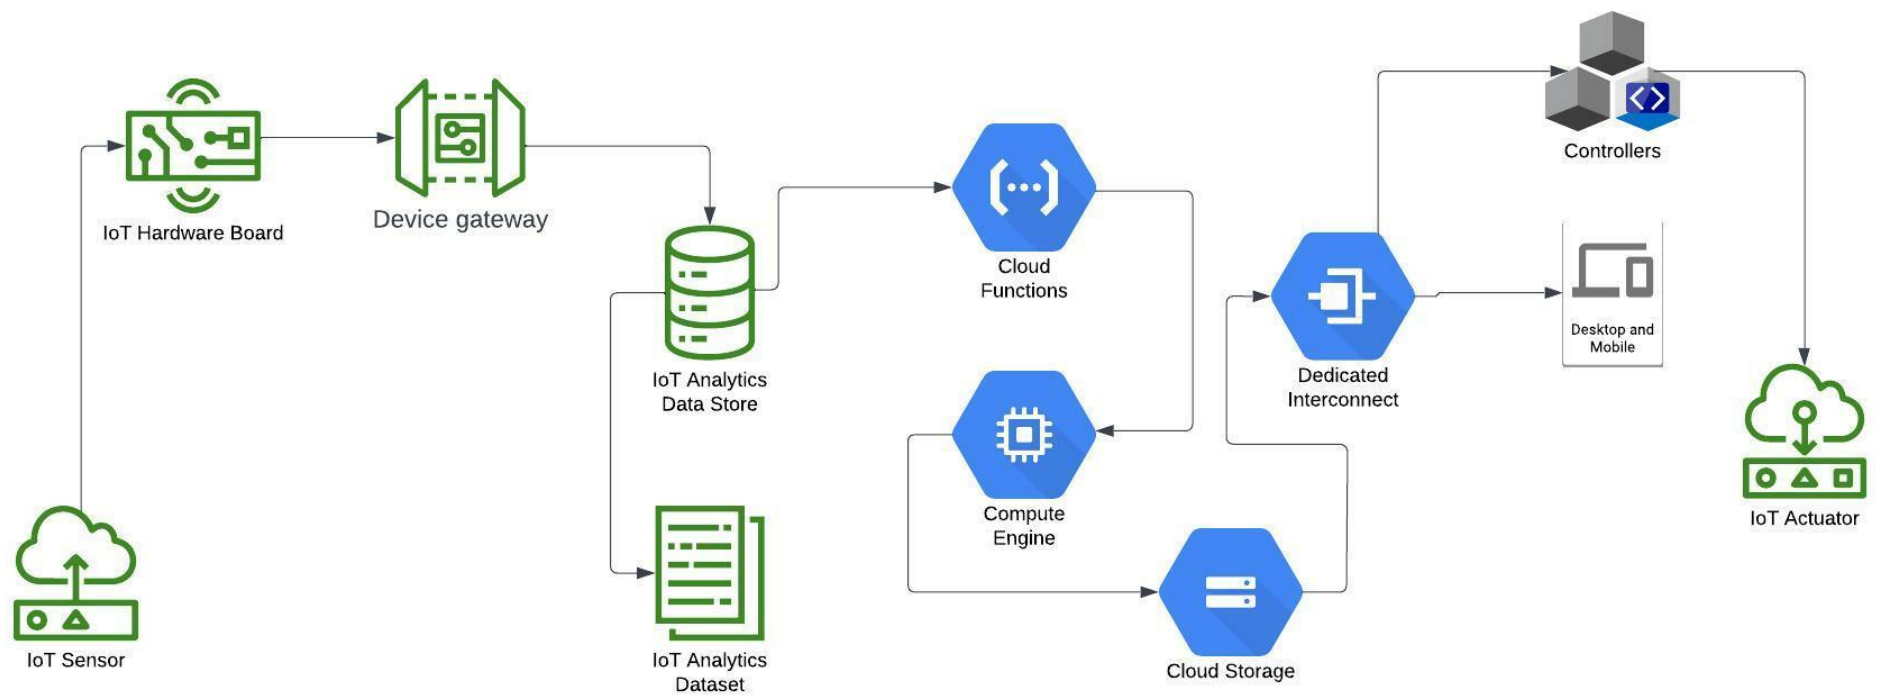 IoT Sensor
IoT Hardware Board
Device gateway
IoT Analytics
Data Store
IoT Analytics
Dataset
Cloud
Functions
Compute
Engine
Cloud Storage
Dedicated
Interconnect
Controllers
Desktop and
Mobile
IoT Actuator